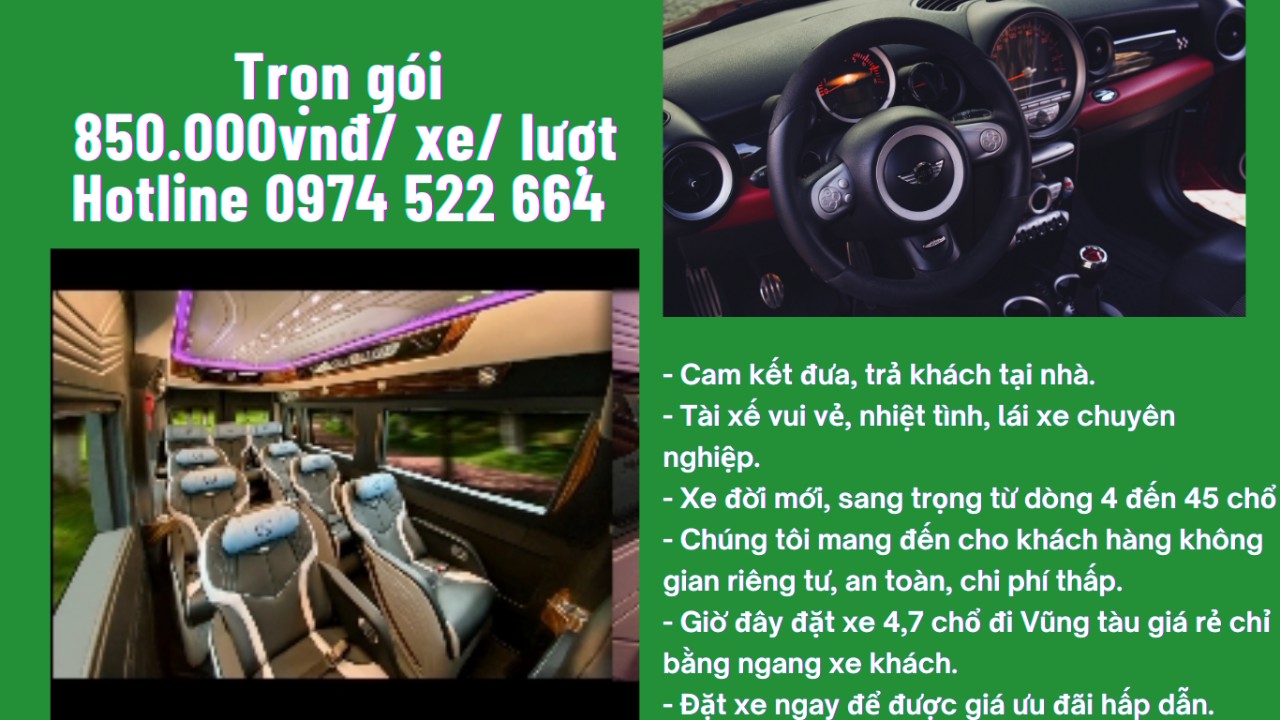 Trọn gói
850.000vnđ/ xe/ lượt
Hotline 0974 522 664
- Cam kết đưa, trả khách tại nhà.
- Tài xế vui vẻ, nhiệt tình, lái xe chuyên
nghiệp.
- Xe đời mới, sang trọng từ dòng 4 đến 45 chổ
- Chúng tôi mang đến cho khách hàng không
gian riêng tư, an toàn, chi phí thấp.
- Giờ đây đặt xe 4,7 chổ đi Vũng tàu giá rẻ chỉ
bằng ngang xe khách.
- Đặt xe ngay để được giá ưu đãi hấp dẫn.